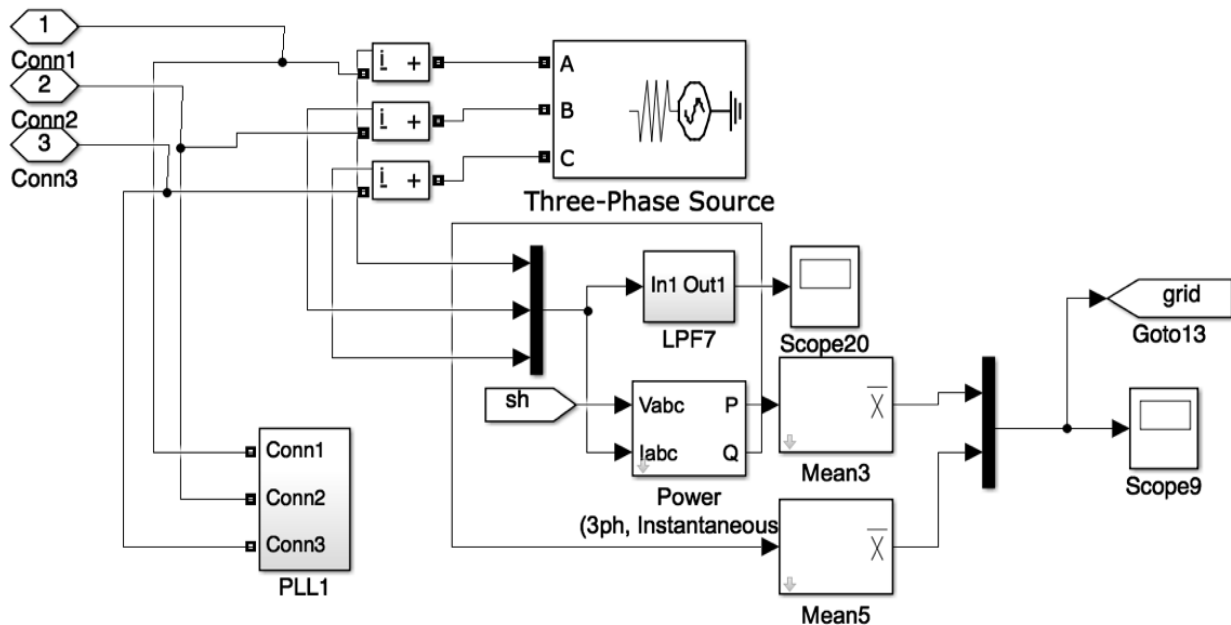 1
Conn1
2
Conn2
3
Conn3
i +
i +
i +
A
B
C
Three-Phase Source
In1 Out1
LPF7
Scope20
grid
Goto13
sh
Vabc P
Iabc Q
Power
(3ph, Instantaneous
X
Mean3
X
Mean5
Scope9
Conn1
Conn2
Conn3
PLL1